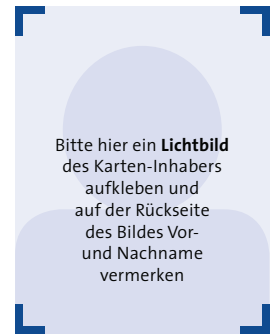 Bitte hier ein Lichtbild
des Karten-Inhabers
aufkleben und
auf der Rückseite
des Bildes Vor-
und Nachname
vermerken